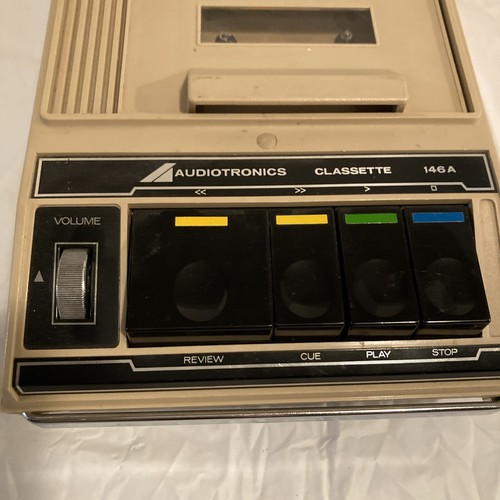 AUDIOTRONICS CLASSETTE 146A
<< >> > □
VOLUME
REVIEW CUE PLAY STOP